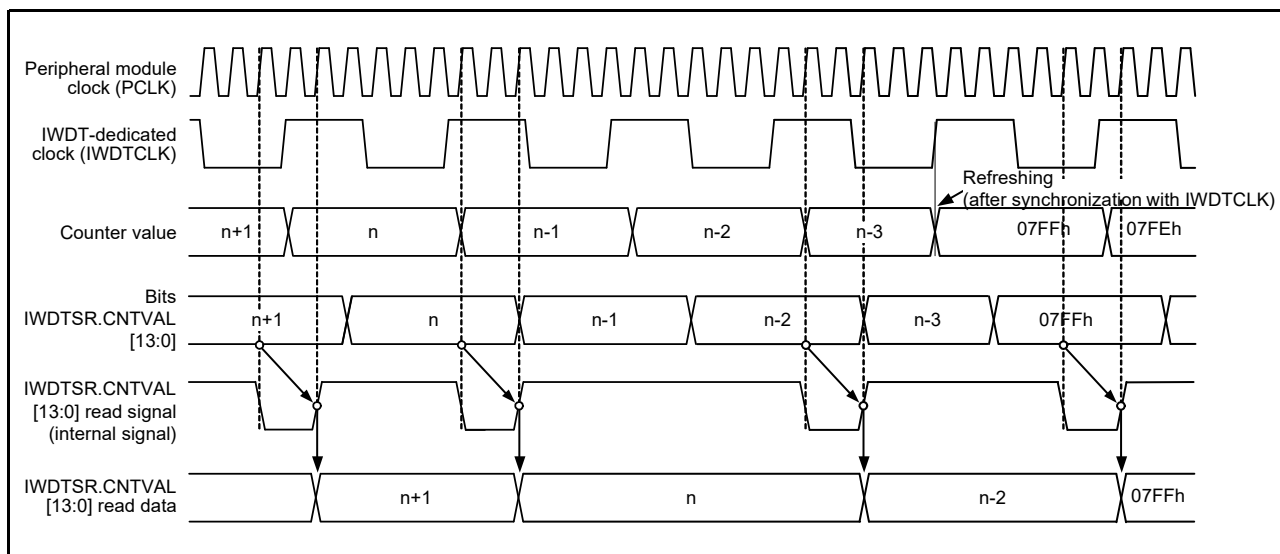 Peripheral module
clock (PCLK)
IWDT-dedicated
clock (IWDTCLK)
Refreshing
(after synchronization with IWDTCLK)
Counter value
n+1 n n-1 n-2 n-3 07FFh 07FEh
Bits
IWDTSR.CNTVAL
[13:0]
n+1 n n-1 n-2 n-3 07FFh
IWDTSR.CNTVAL
[13:0] read signal
(internal signal)
IWDTSR.CNTVAL
[13:0] read data
n+1 n n-2 07FFh